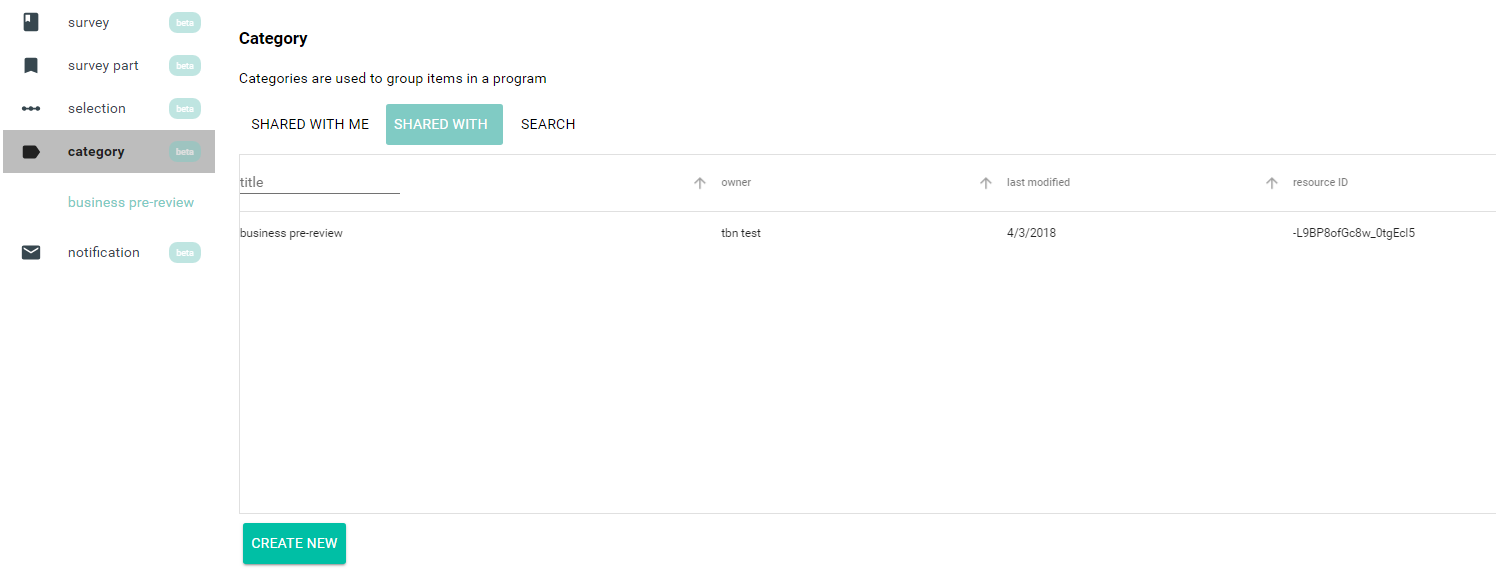 survey beta
survey part beta
selection beta
category beta
business pre-review
notification beta
Category
Categories are used to group items in a program
SHARED WITH ME SHARED WITH SEARCH
title owner last modified resource ID
business pre-review tbn test 4/3/2018 -L9BP8ofGc8w_0tgEcI5
CREATE NEW